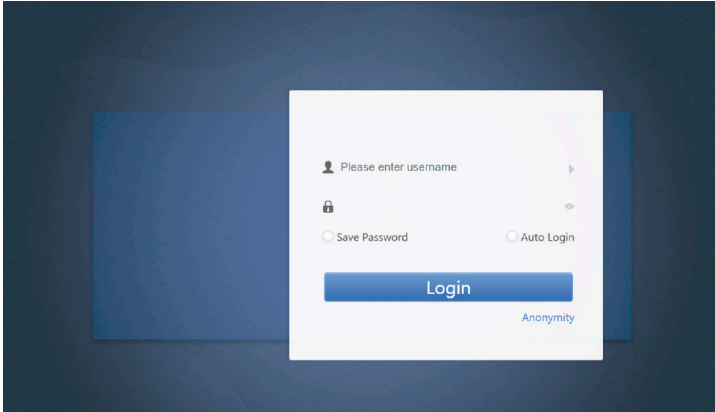 Please enter username
Save Password Auto Login
Login
Anonymity